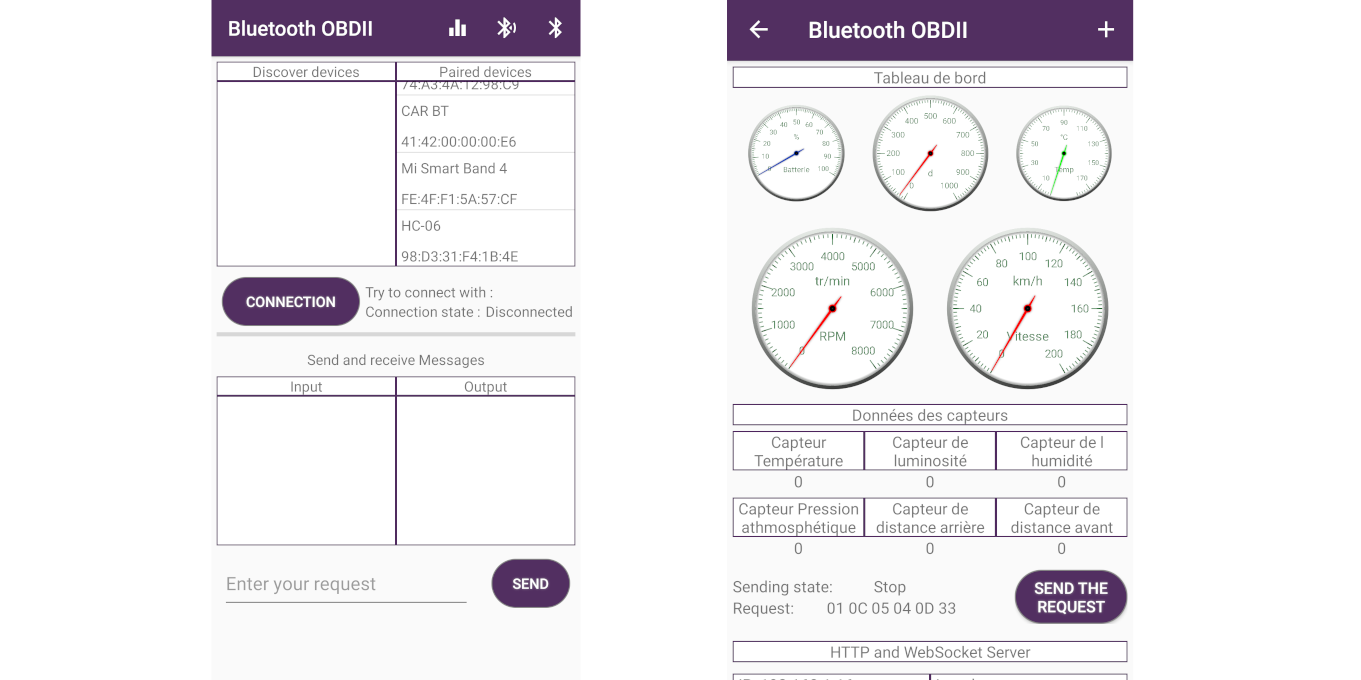 Bluetooth OBDII
Discover devices
Paired devices
74:A3:4A:12:98:C9
CAR BT
41:42:00:00:00:E6
Mi Smart Band 4
FE:4F:F1:5A:57:CF
HC-06
98:D3:31:F4:1B:4E
CONNECTION
Try to connect with :
Connection state : Disconnected
Send and receive Messages
Input
Output
Enter your request
SEND
Bluetooth OBDII
Tableau de bord
0 10 20 30 40 50 60 70 80 90 100
%
Batterie
0 200 300 400 500 600 700 800 900 1000
d
10 30 50 70 90 110 130 150 170
°C
Temp
0 1000 2000 3000 4000 5000 6000 7000 8000
tr/min
RPM
0 20 40 60 80 100 120 140 160 180 200
km/h
Vitesse
Données des capteurs
Capteur
Température
Capteur de
luminosité
Capteur de l
humidité
0
0
0
Capteur Pression
athmosphétique
Capteur de
distance arrière
Capteur de
distance avant
0
0
0
Sending state: Stop
Request: 01 0C 05 04 0D 33
SEND THE
REQUEST
HTTP and WebSocket Server